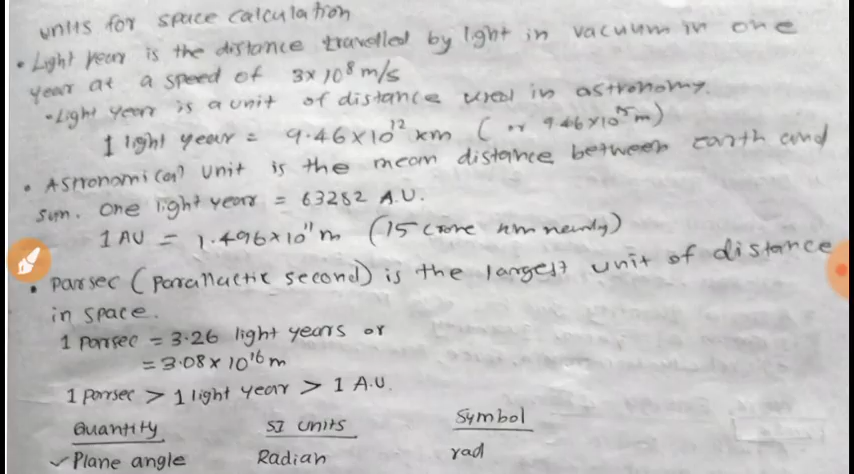 units for space calculation
• Light year is the distance travelled by light in vacuum in one
year at a speed of 3x10⁸ m/s
• Light year is a unit of distance used in astronomy.
1 light year = 9.46x10¹² km (or 9.46x10¹⁵m)
• Astronomical unit is the mean distance between earth and
sun. One light year = 63282 A.U.
1 AU = 1.496x10¹¹ m (15 crore km nearly)
• Parsec (Parallactic second) is the largest unit of distance
in space.
1 Parsec = 3.26 light years or
= 3.08 x 10¹⁶ m
1 parsec > 1 light year > 1 A.U.
Quantity SI Units Symbol
✓ Plane angle Radian rad